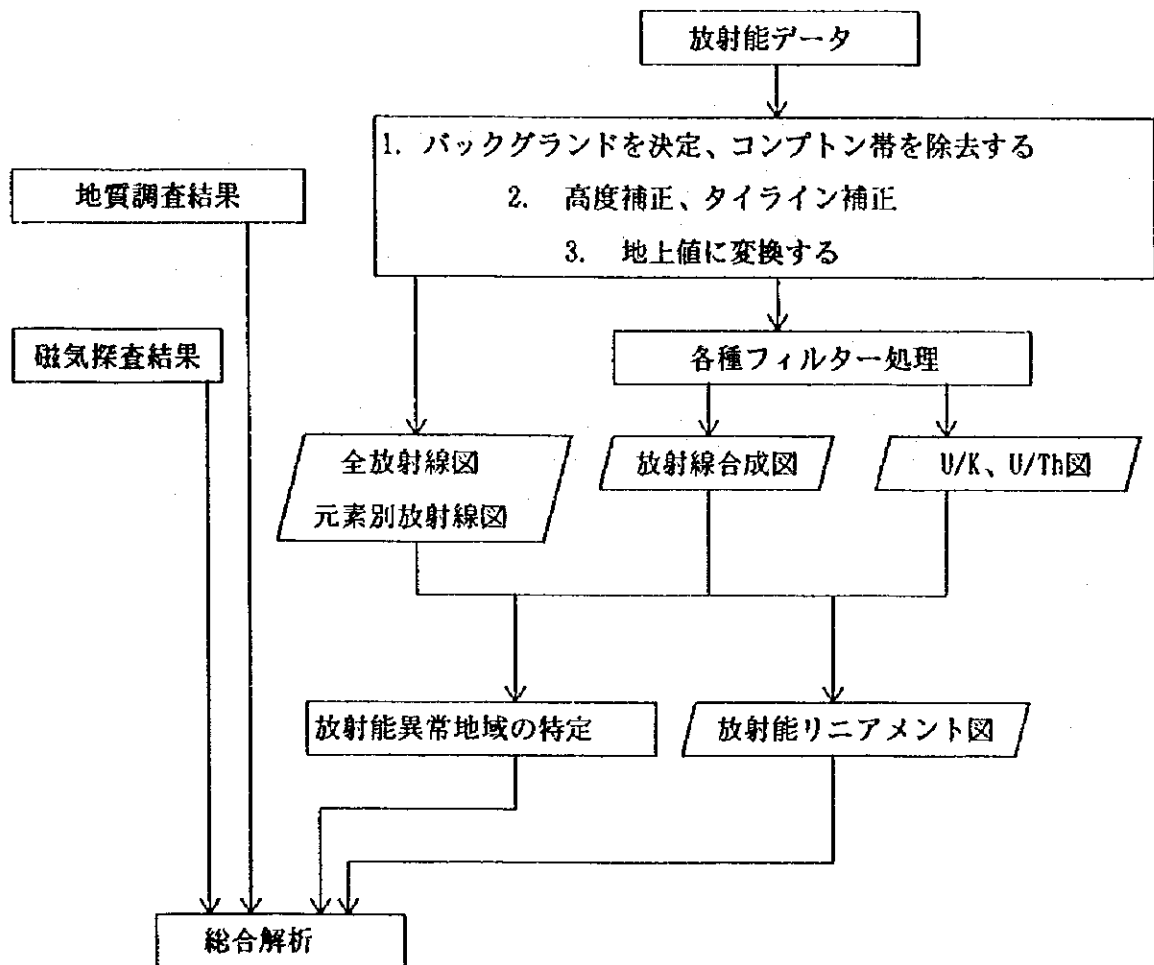 放射能データ
1. バックグランドを決定、コンプトン帯を除去する
2. 高度補正、タイライン補正
3. 地上値に変換する
地質調査結果
磁気探査結果
各種フィルター処理
全放射線図
元素別放射線図
放射線合成図
U/K、U/Th図
放射能異常地域の特定
放射能リニアメント図
総合解析